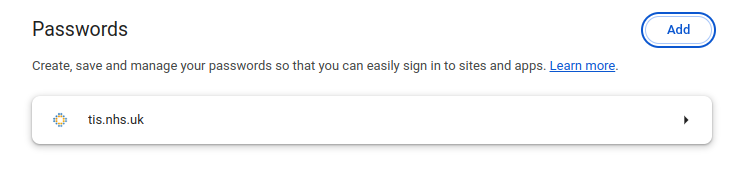 Passwords
Add
Create, save and manage your passwords so that you can easily sign in to sites and apps. Learn more.
tis.nhs.uk